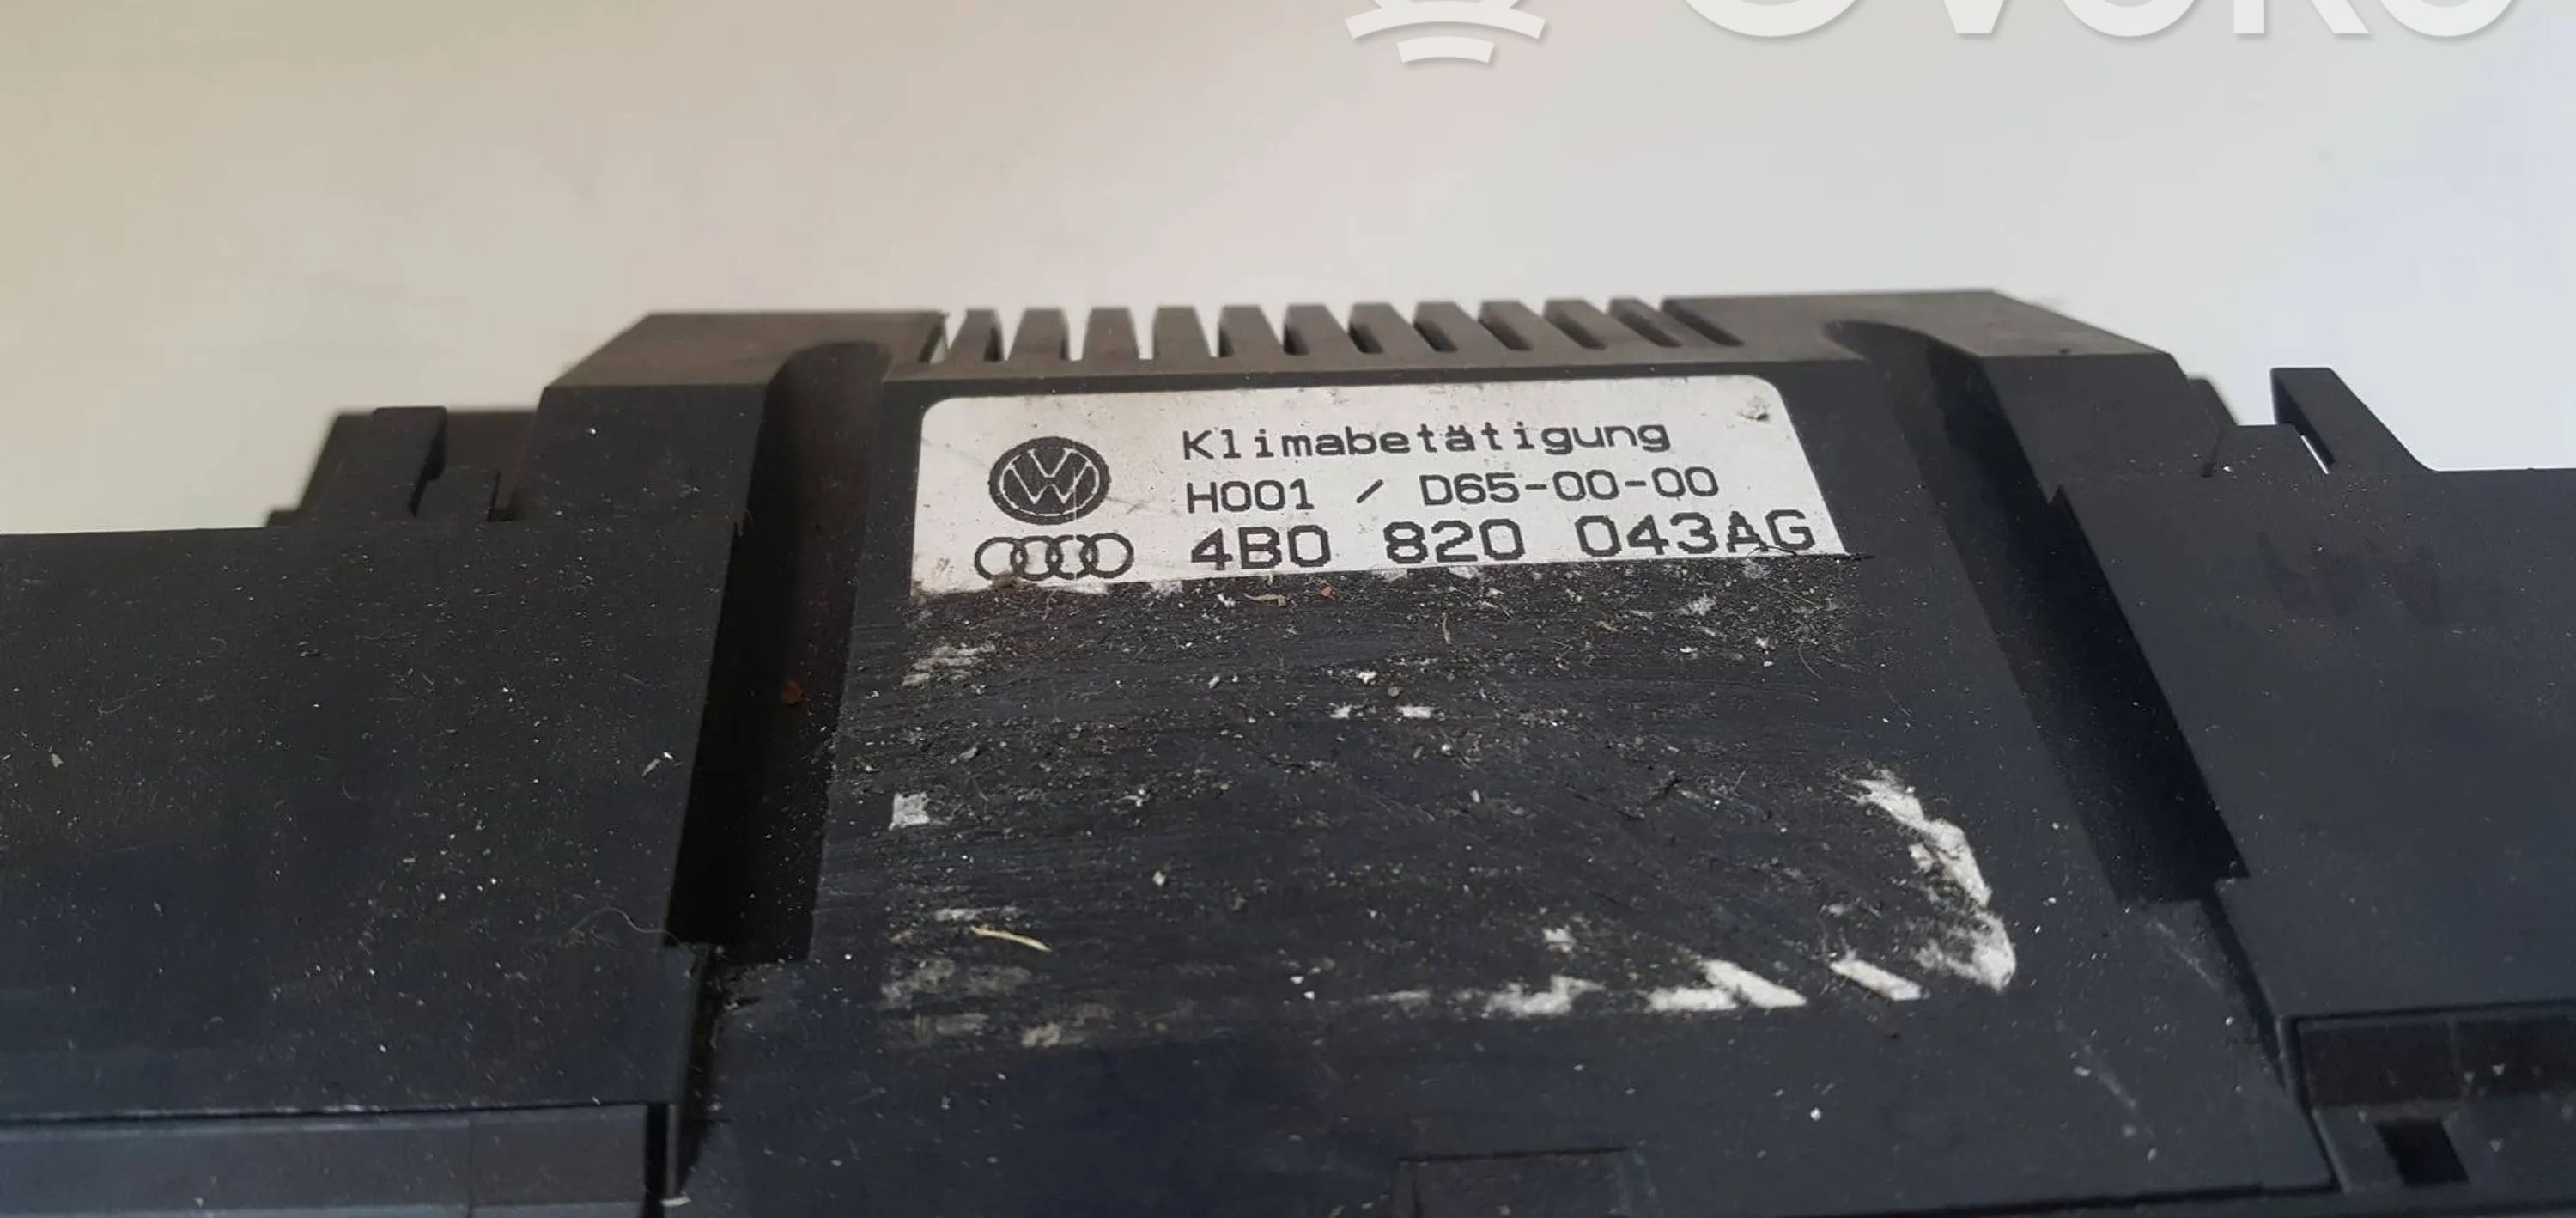 Klimabetätigung
H001 / D65-00-00
4B0 820 043AG